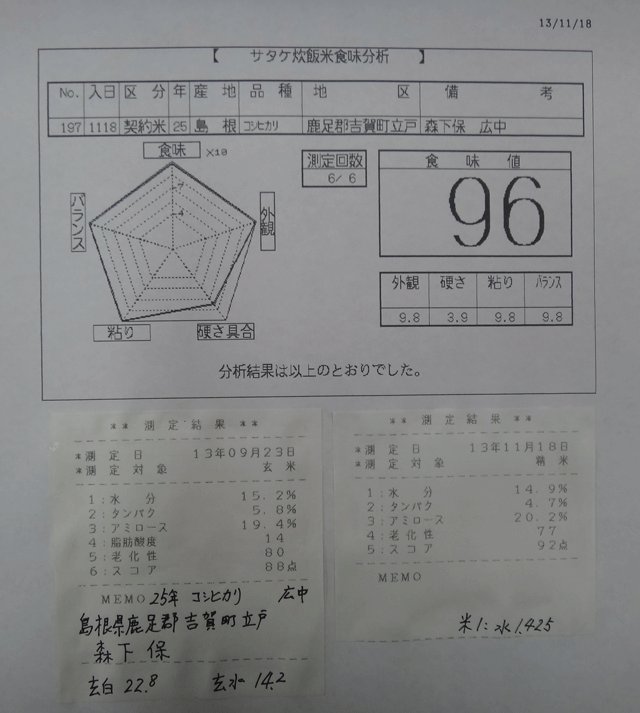 13/11/18
【 サタケ炊飯米食味分析 】
No. 入日 区分 年 産地 品種 地区 備考
197 1118 契約米 25 島根 コシヒカリ 鹿足郡吉賀町立戸 森下保 広中
食味 ×10
7
4
バランス
外観
粘り
硬さ具合
測定回数
6/ 6
食味値
96
外観 硬さ 粘り バランス
9.8 3.9 9.8 9.8
分析結果は以上のとおりでした。
** 測定結果 **
*測定日 13年09月23日
*測定対象 玄米
1:水分 15.2%
2:タンパク 5.8%
3:アミロース 19.4%
4:脂肪酸度 14
5:老化性 80
6:スコア 88点
MEMO 25年 コシヒカリ 広中
島根県鹿足郡吉賀町立戸
森下 保
玄白 22.8 玄水 14.2
** 測定結果 **
*測定日 13年11月18日
*測定対象 精米
1:水分 14.9%
2:タンパク 4.7%
3:アミロース 20.2%
4:老化性 77
5:スコア 92点
MEMO
米1:水1.425